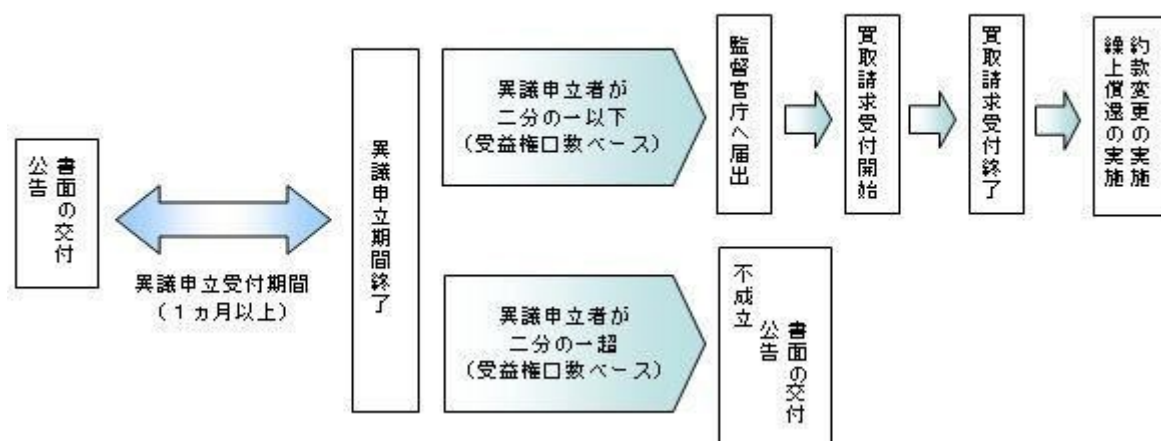 書面の交付
公告
異議申立受付期間
（１ヵ月以上）
異議申立期間終了
異議申立者が
二分の一以下
（受益権口数ベース）
監督官庁へ届出
買取請求受付開始
買取請求受付終了
約款変更の実施
繰上償還の実施
異議申立者が
二分の一超
（受益権口数ベース）
不成立
書面の交付
公告